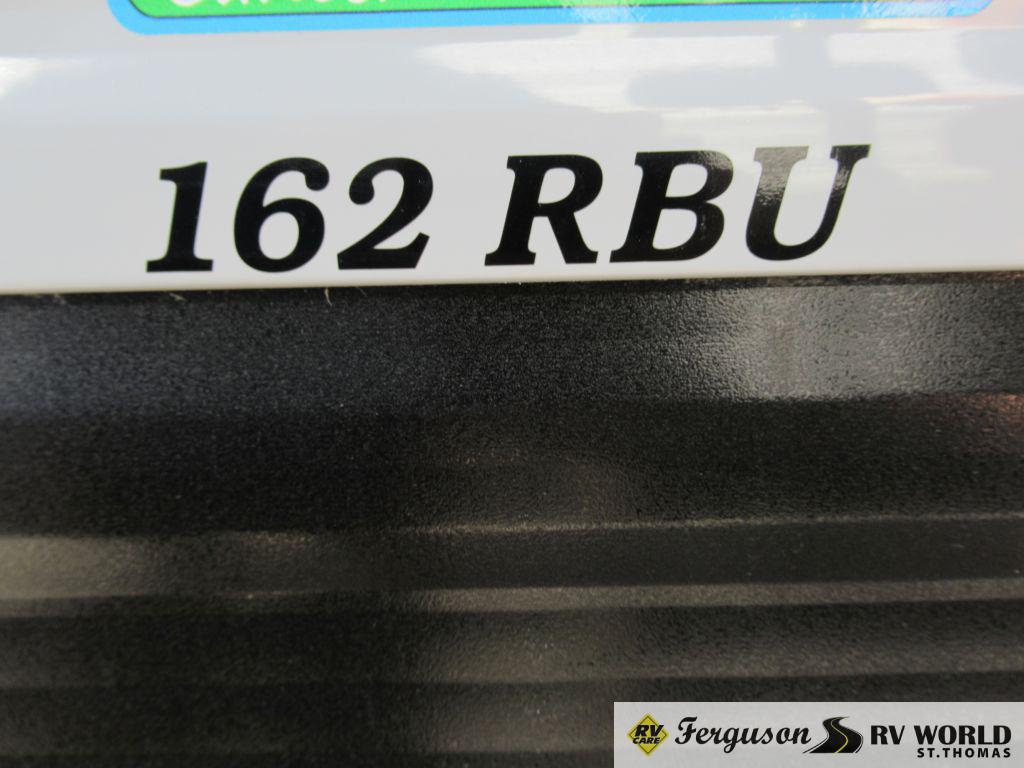 162 RBU
RV CARE
Ferguson RV WORLD
ST.THOMAS